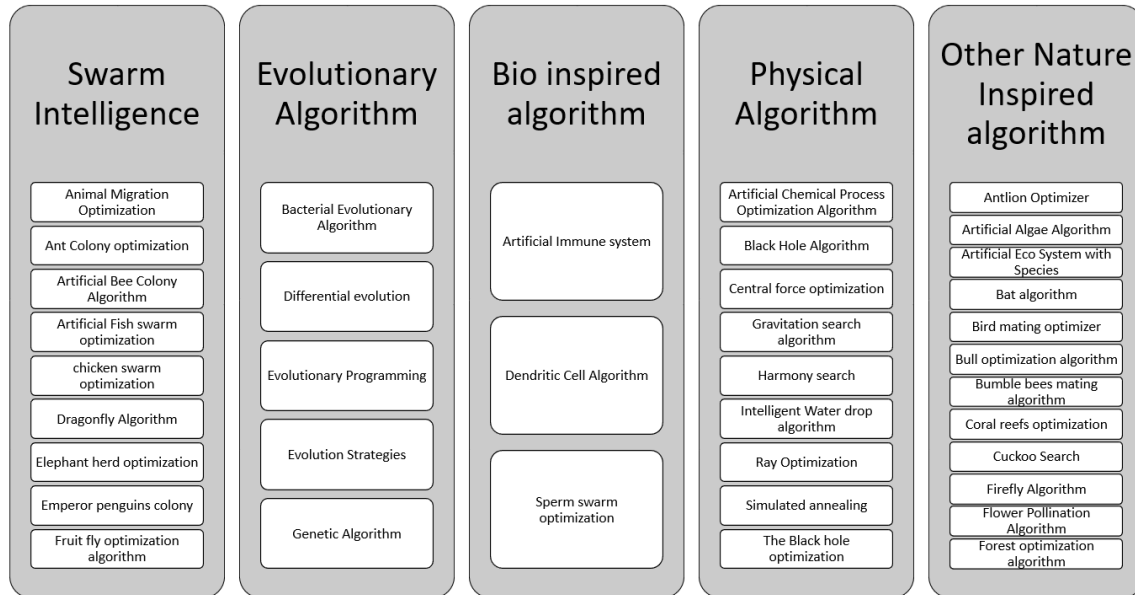 Swarm
Intelligence
Animal Migration
Optimization
Ant Colony optimization
Artificial Bee Colony
Algorithm
Artificial Fish swarm
optimization
chicken swarm
optimization
Dragonfly Algorithm
Elephant herd optimization
Emperor penguins colony
Fruit fly optimization
algorithm
Evolutionary
Algorithm
Bacterial Evolutionary
Algorithm
Differential evolution
Evolutionary Programming
Evolution Strategies
Genetic Algorithm
Bio inspired
algorithm
Artificial Immune system
Dendritic Cell Algorithm
Sperm swarm
optimization
Physical
Algorithm
Artificial Chemical Process
Optimization Algorithm
Black Hole Algorithm
Central force optimization
Gravitation search
algorithm
Harmony search
Intelligent Water drop
algorithm
Ray Optimization
Simulated annealing
The Black hole
optimization
Other Nature
Inspired
algorithm
Antlion Optimizer
Artificial Algae Algorithm
Artificial Eco System with
Species
Bat algorithm
Bird mating optimizer
Bull optimization algorithm
Bumble bees mating
algorithm
Coral reefs optimization
Cuckoo Search
Firefly Algorithm
Flower Pollination
Algorithm
Forest optimization
algorithm